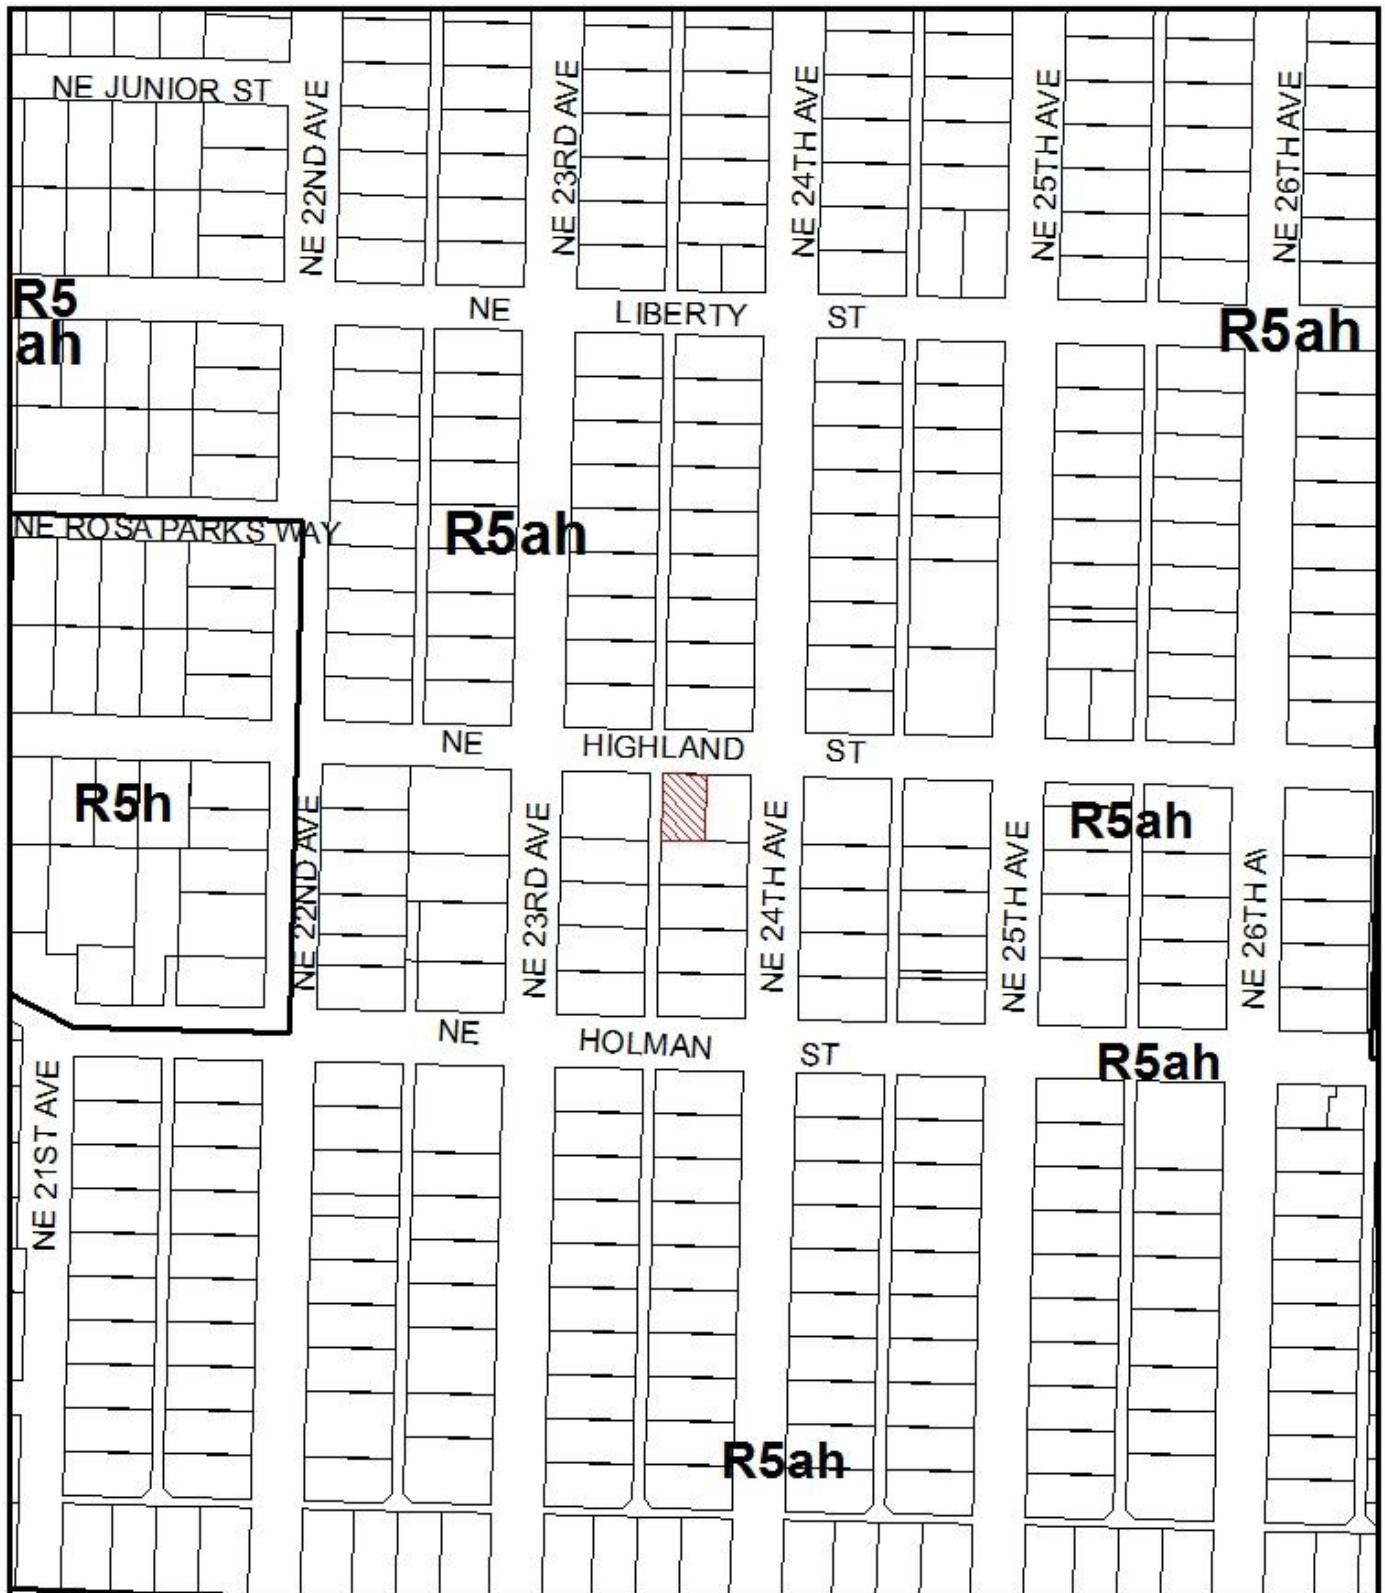 NE JUNIOR ST
NE 22ND AVE
NE 23RD AVE
NE 24TH AVE
NE 25TH AVE
NE 26TH AVE
R5
ah
NE LIBERTY ST
R5ah
NE ROSA PARKS WAY
R5ah
NE HIGHLAND ST
R5h
NE 22ND AVE
NE 23RD AVE
NE 24TH AVE
NE 25TH AVE
R5ah
NE 26TH A\
NE HOLMAN ST
R5ah
NE 21ST AVE
R5ah